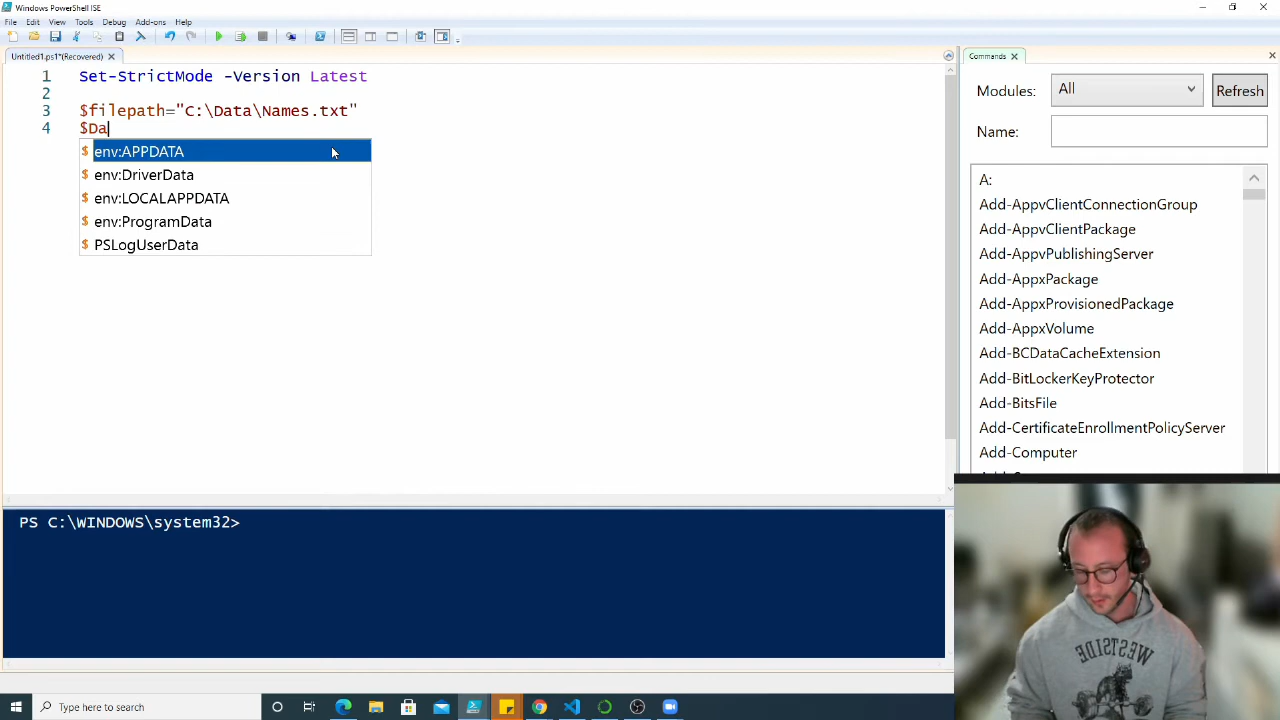 Windows PowerShell ISE
File Edit View Tools Debug Add-ons Help
Untitled1.ps1*(Recovered)
1 Set-StrictMode -Version Latest
2
3 $filepath="C:\Data\Names.txt"
4 $Da
$ env:APPDATA
$ env:DriverData
$ env:LOCALAPPDATA
$ env:ProgramData
$ PSLogUserData
PS C:\WINDOWS\system32>
Commands
Modules: All Refresh
Name:
A:
Add-AppvClientConnectionGroup
Add-AppvClientPackage
Add-AppvPublishingServer
Add-AppxPackage
Add-AppxProvisionedPackage
Add-AppxVolume
Add-BCDataCacheExtension
Add-BitLockerKeyProtector
Add-BitsFile
Add-CertificateEnrollmentPolicyServer
Add-Computer
WESTSIDE
Type here to search